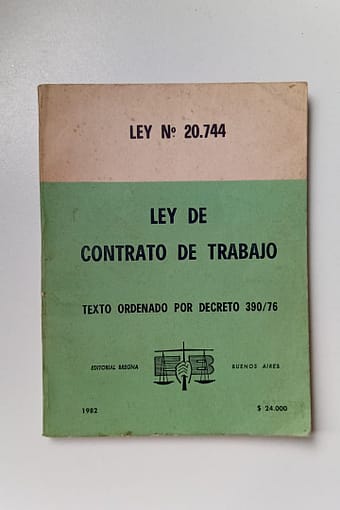 LEY Nº 20.744
LEY DE
CONTRATO DE TRABAJO
TEXTO ORDENADO POR DECRETO 390/76
EDITORIAL BREGNA
EB
BUENOS AIRES
1982
$ 24.000